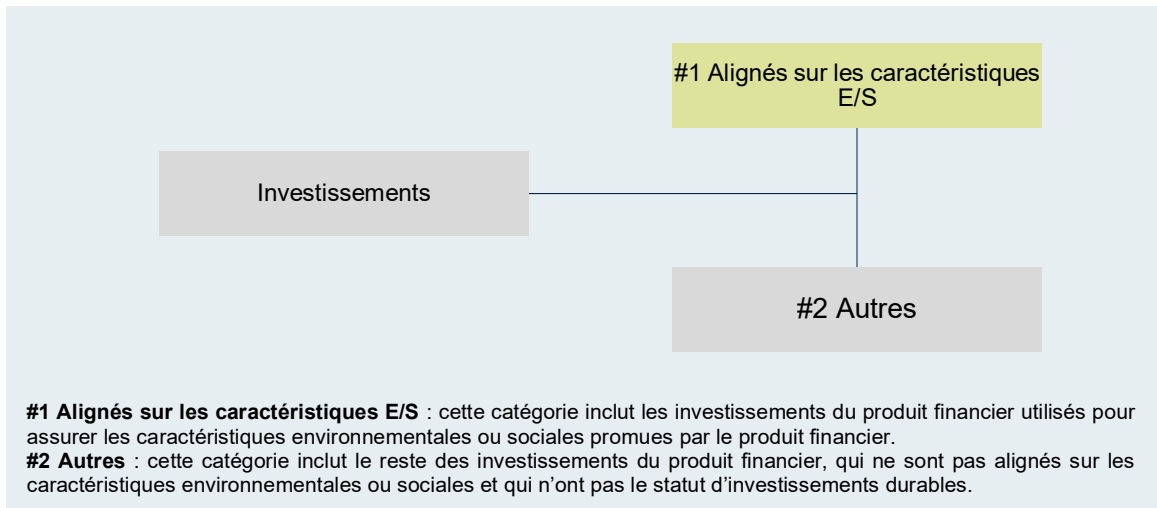 #1 Alignés sur les caractéristiques
E/S
Investissements
#2 Autres
#1 Alignés sur les caractéristiques E/S : cette catégorie inclut les investissements du produit financier utilisés pour
assurer les caractéristiques environnementales ou sociales promues par le produit financier.
#2 Autres : cette catégorie inclut le reste des investissements du produit financier, qui ne sont pas alignés sur les
caractéristiques environnementales ou sociales et qui n’ont pas le statut d’investissements durables.